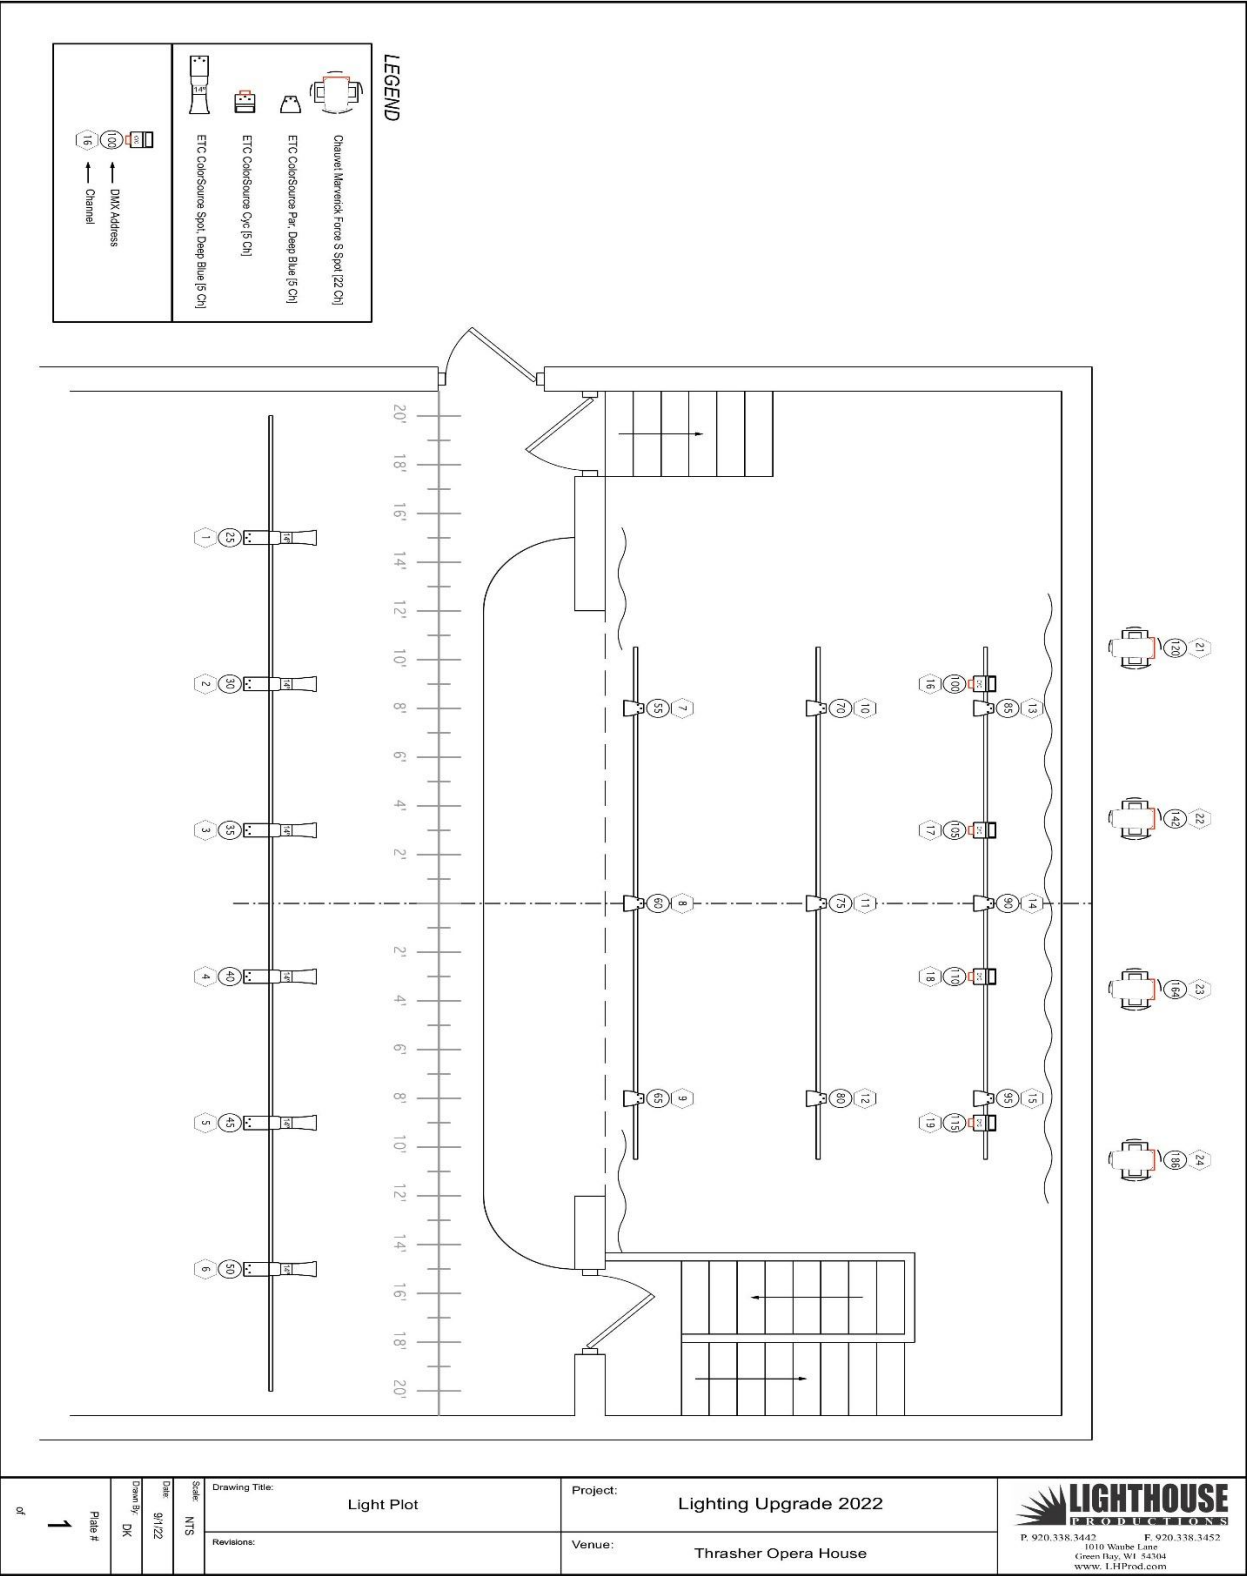 LEGEND
Chauvet Marverick Force S Spot [22 Ch]
ETC ColorSource Par, Deep Blue [5 Ch]
ETC ColorSource Cyc [5 Ch]
14°
ETC ColorSource Spot, Deep Blue [5 Ch]
100
DMX Address
16
Channel
20'
18'
16'
14'
12'
10'
8'
6'
4'
2'
2'
4'
6'
8'
10'
12'
14'
16'
18'
20'
1 25 14°
2 30 14°
3 35 14°
4 40 14°
5 45 14°
6 50 14°
55 7
60 8
65 9
70 10
75 11
80 12
16 100
85 13
17 105
90 14
18 110
95 15
19 115
120 21
142 22
164 23
186 24
of
1
Plate #
Drawn By: DK
Date: 9/1/22
Scale: NTS
Drawing Title:
Light Plot
Revisions:
Project:
Lighting Upgrade 2022
Venue:
Thrasher Opera House
LIGHTHOUSE
PRODUCTIONS
P. 920.338.3442 F. 920.338.3452
1010 Waube Lane
Green Bay, WI 54304
www. LHProd.com